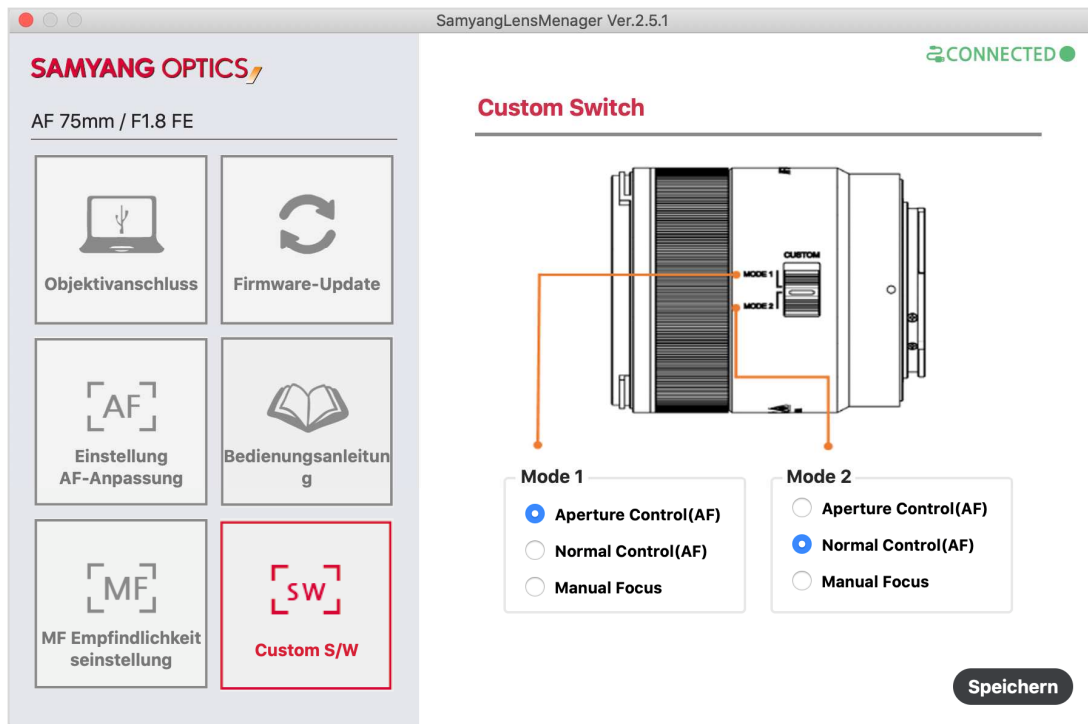 SamyangLensMenager Ver.2.5.1
SAMYANG OPTICS
CONNECTED
AF 75mm / F1.8 FE
Objektivanschluss
Firmware-Update
AF
Einstellung
AF-Anpassung
Bedienungsanleitun
g
MF
MF Empfindlichkeit
seinstellung
SW
Custom S/W
Custom Switch
CUSTOM
MODE 1
MODE 2
Mode 1
Aperture Control(AF)
Normal Control(AF)
Manual Focus
Mode 2
Aperture Control(AF)
Normal Control(AF)
Manual Focus
Speichern